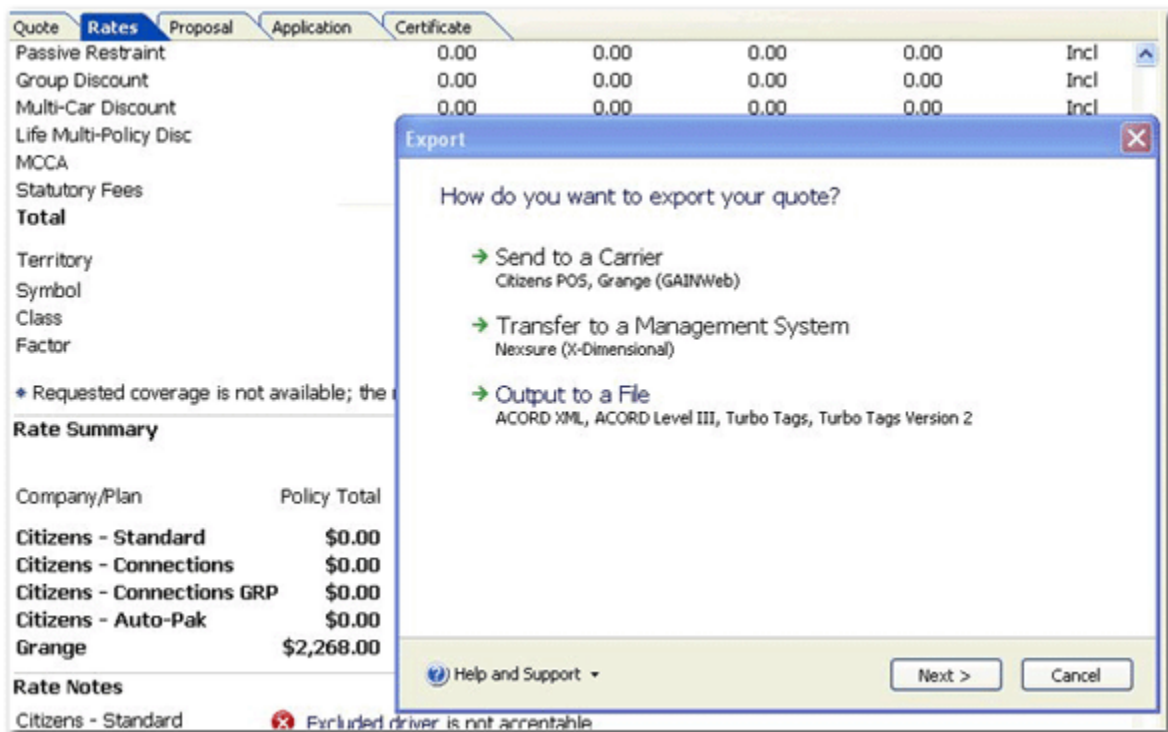 Quote Rates Proposal Application Certificate
Passive Restraint 0.00 0.00 0.00 0.00 Incl
Group Discount 0.00 0.00 0.00 0.00 Incl
Multi-Car Discount 0.00 0.00 0.00 0.00 Incl
Life Multi-Policy Disc
MCCA
Statutory Fees
Total
Territory
Symbol
Class
Factor
* Requested coverage is not available; the
Rate Summary
Company/Plan Policy Total
Citizens - Standard $0.00
Citizens - Connections $0.00
Citizens - Connections GRP $0.00
Citizens - Auto-Pak $0.00
Grange $2,268.00
Rate Notes
Citizens - Standard Excluded driver is not acceptable
Export
How do you want to export your quote?
Send to a Carrier
Citizens POS, Grange (GAINWeb)
Transfer to a Management System
Nexsure (X-Dimensional)
Output to a File
ACORD XML, ACORD Level III, Turbo Tags, Turbo Tags Version 2
Help and Support
Next > Cancel